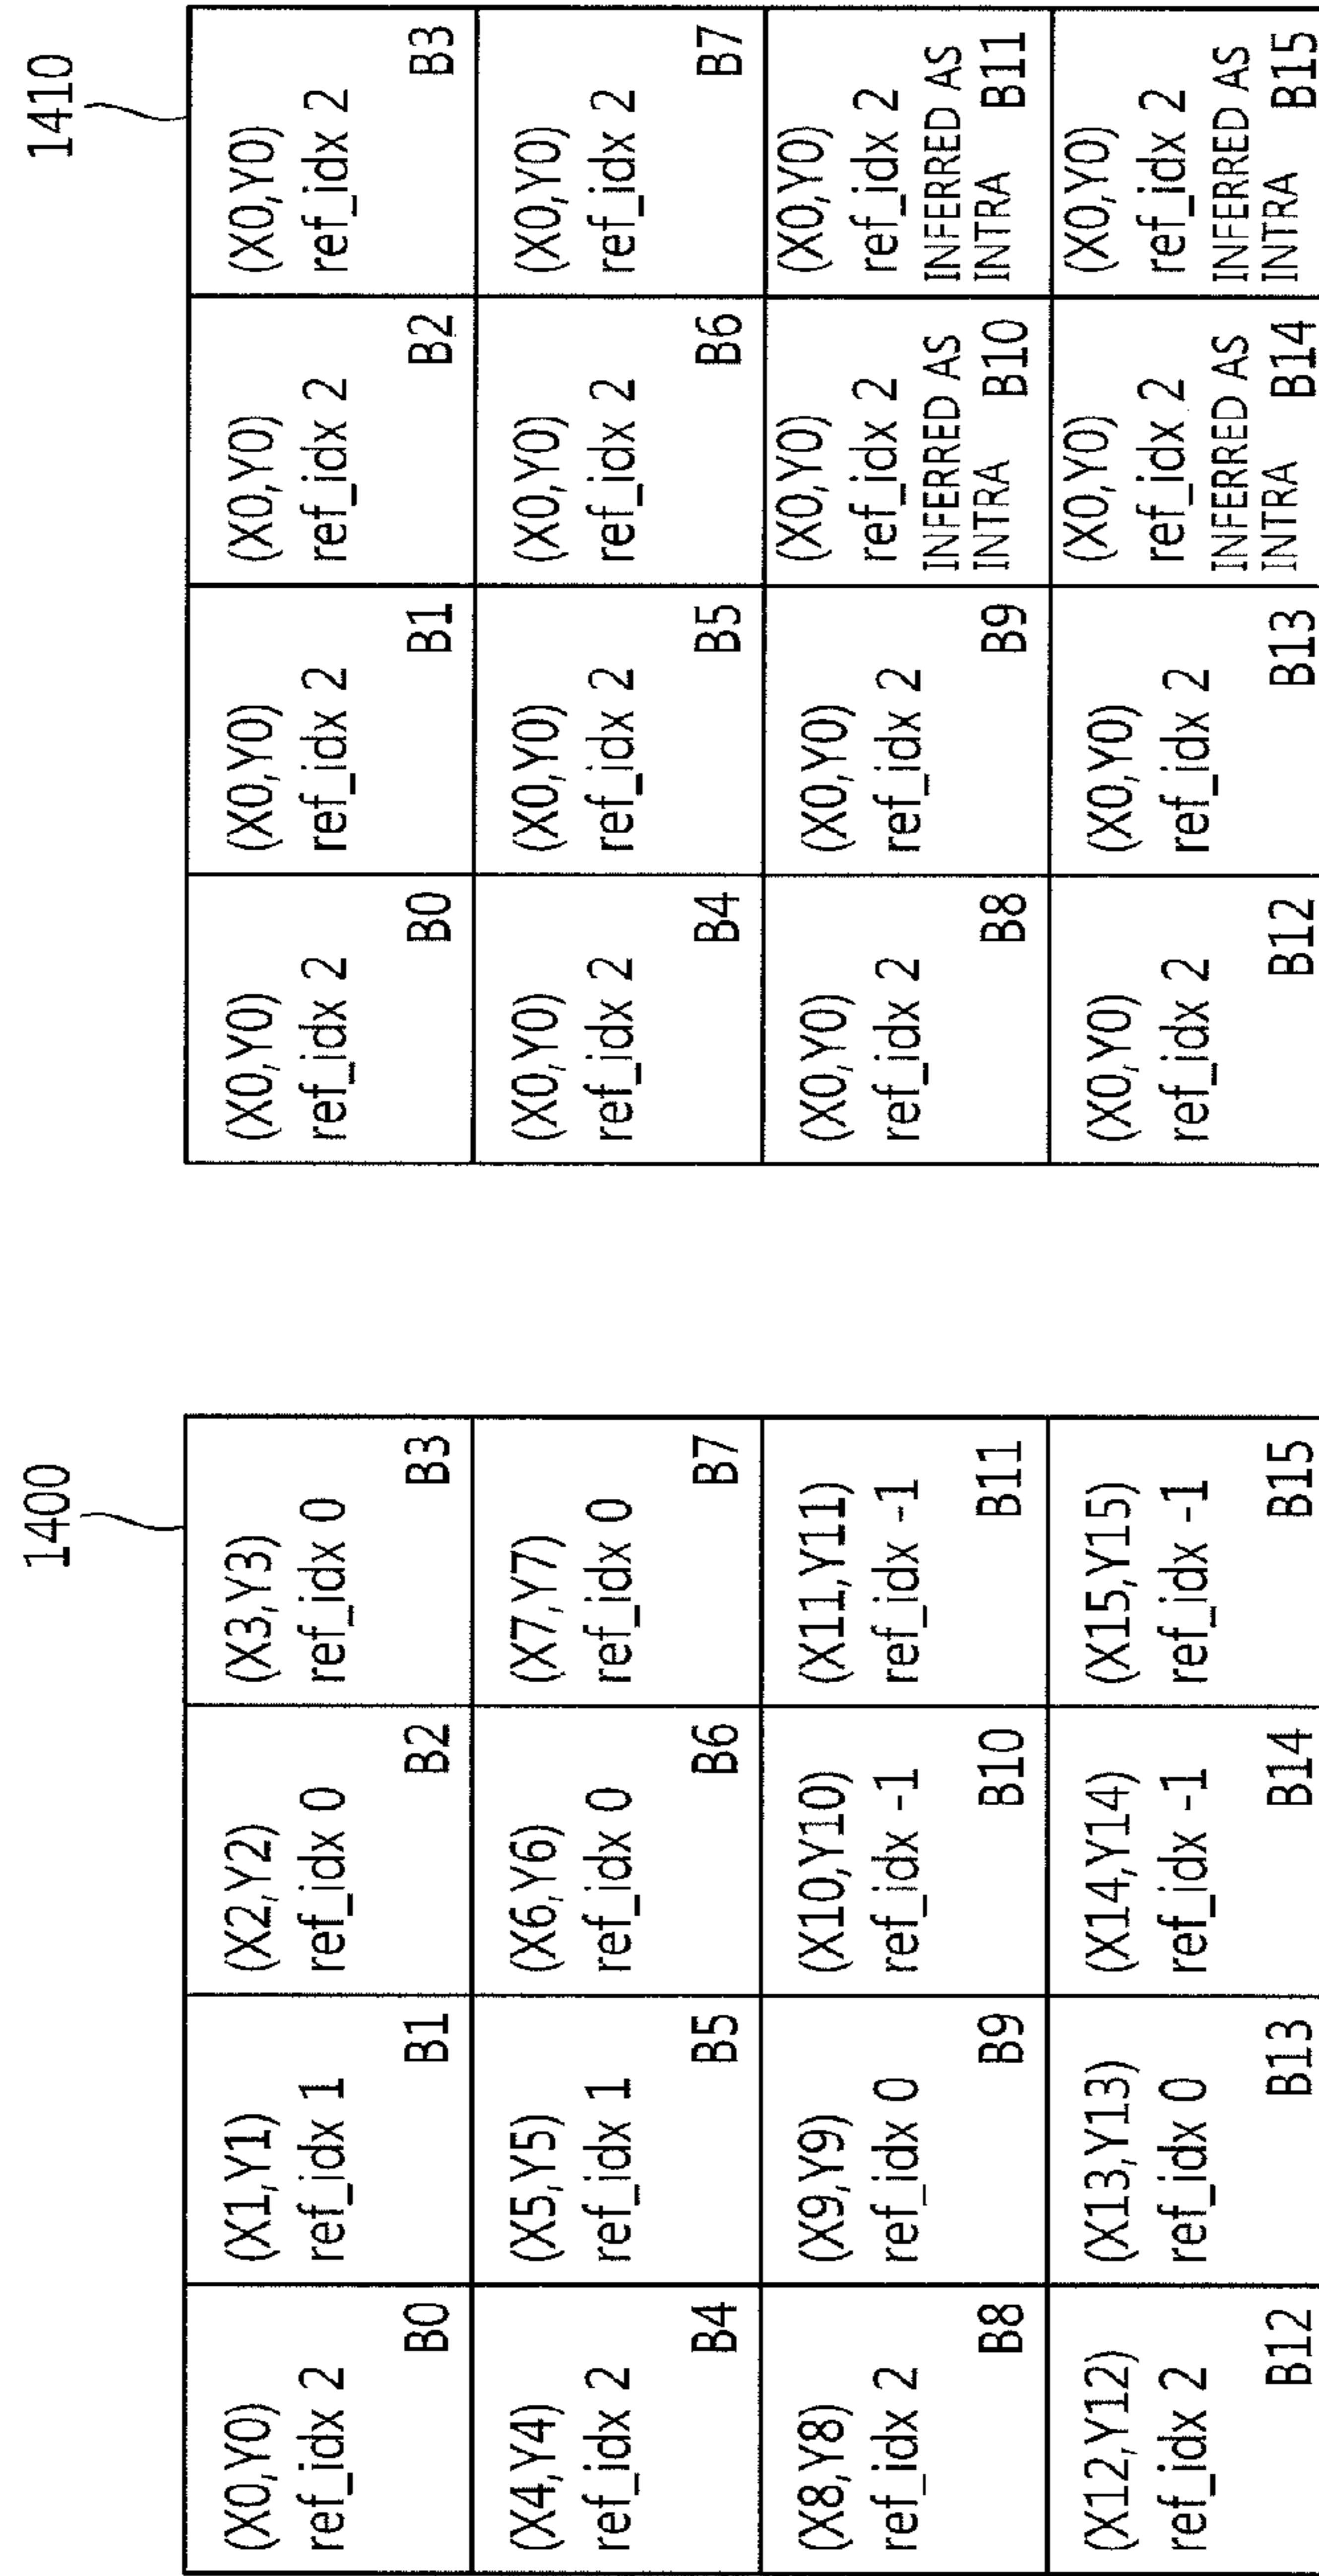 1400
(X0,Y0)
ref_idx 2
B0
(X1,Y1)
ref_idx 1
B1
(X2,Y2)
ref_idx 0
B2
(X3,Y3)
ref_idx 0
B3
(X4,Y4)
ref_idx 2
B4
(X5,Y5)
ref_idx 1
B5
(X6,Y6)
ref_idx 0
B6
(X7,Y7)
ref_idx 0
B7
(X8,Y8)
ref_idx 2
B8
(X9,Y9)
ref_idx 0
B9
(X10,Y10)
ref_idx -1
B10
(X11,Y11)
ref_idx -1
B11
(X12,Y12)
ref_idx 2
B12
(X13,Y13)
ref_idx 0
B13
(X14,Y14)
ref_idx -1
B14
(X15,Y15)
ref_idx -1
B15
1410
(X0,Y0)
ref_idx 2
B0
(X0,Y0)
ref_idx 2
B1
(X0,Y0)
ref_idx 2
B2
(X0,Y0)
ref_idx 2
B3
(X0,Y0)
ref_idx 2
B4
(X0,Y0)
ref_idx 2
B5
(X0,Y0)
ref_idx 2
B6
(X0,Y0)
ref_idx 2
B7
(X0,Y0)
ref_idx 2
B8
(X0,Y0)
ref_idx 2
B9
(X0,Y0)
ref_idx 2
INFERRED AS
INTRA B10
(X0,Y0)
ref_idx 2
INFERRED AS
INTRA B11
(X0,Y0)
ref_idx 2
B12
(X0,Y0)
ref_idx 2
B13
(X0,Y0)
ref_idx 2
INFERRED AS
INTRA B14
(X0,Y0)
ref_idx 2
INFERRED AS
INTRA B15